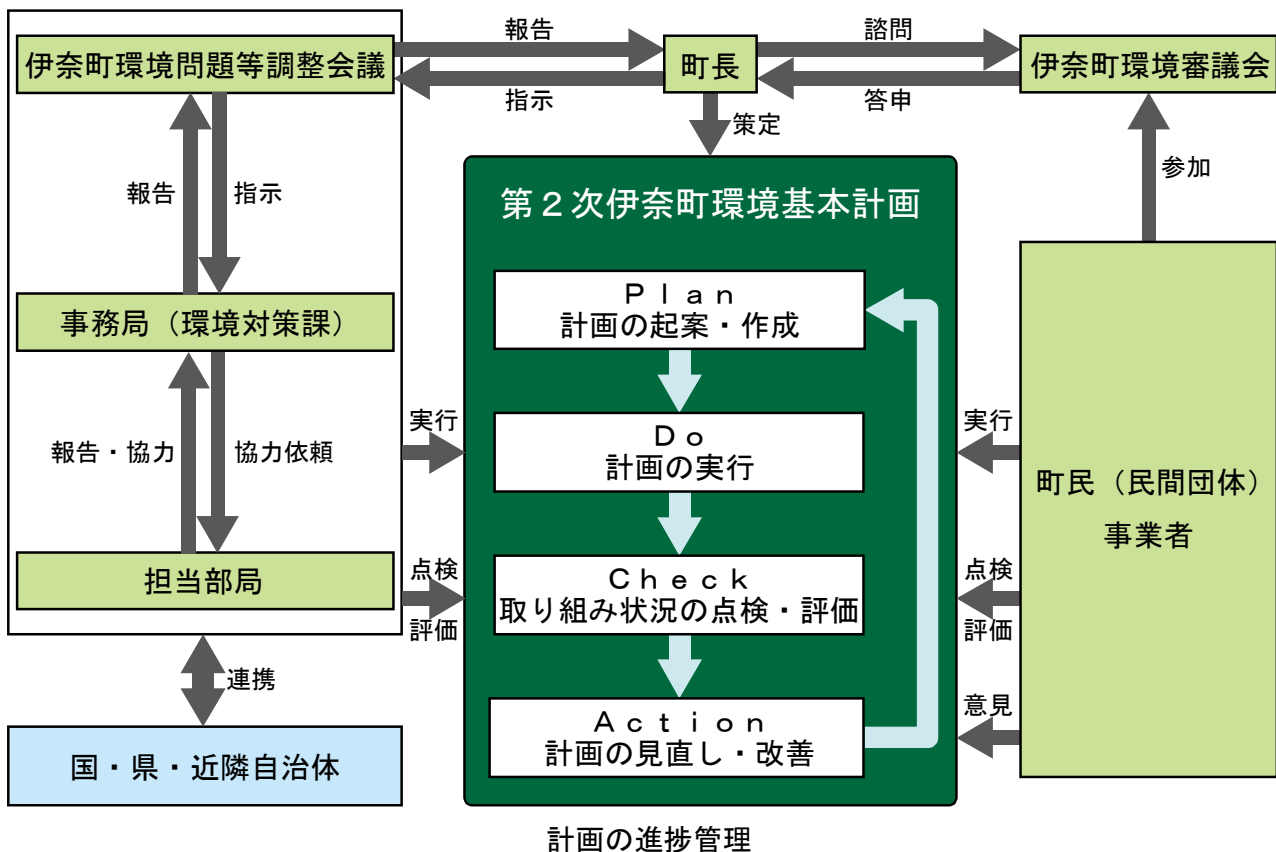 報告
諮問
伊奈町環境問題等調整会議
町長
伊奈町環境審議会
指示
答申
策定
報告
指示
参加
第２次伊奈町環境基本計画
Ｐｌａｎ
計画の起案・作成
事務局（環境対策課）
実行
Ｄｏ
計画の実行
実行
報告・協力
協力依頼
町民（民間団体）
事業者
担当部局
点検
評価
Ｃｈｅｃｋ
取り組み状況の点検・評価
点検
評価
連携
意見
Ａｃｔｉｏｎ
計画の見直し・改善
国・県・近隣自治体
計画の進捗管理